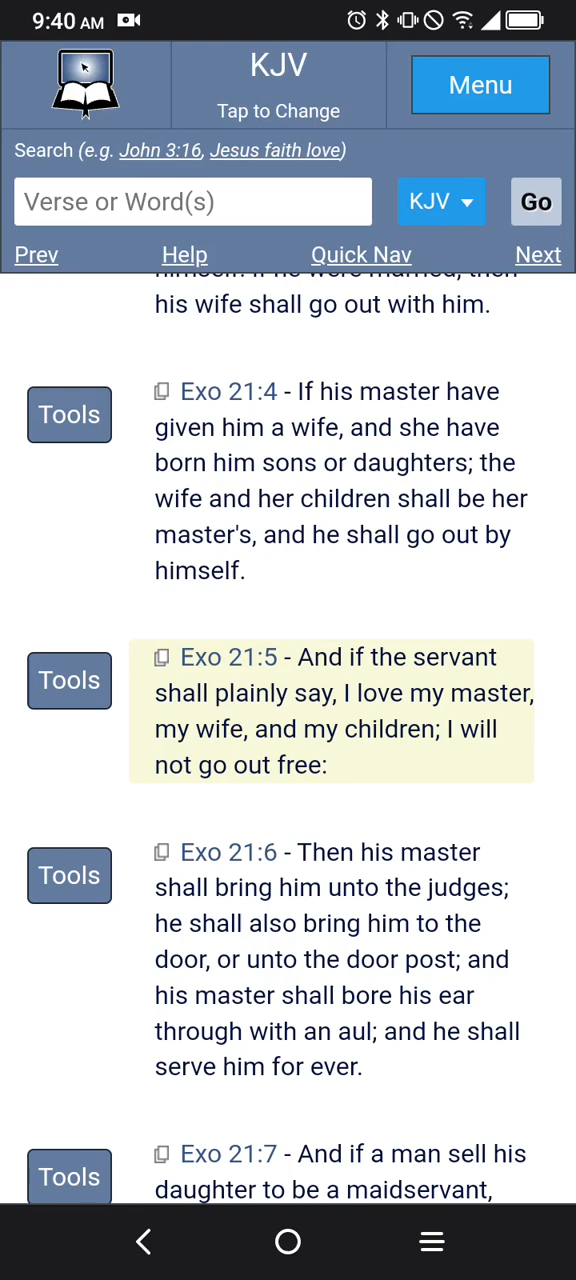 9:40 AM
KJV
Tap to Change
Menu
Search (e.g. John 3:16, Jesus faith love)
Verse or Word(s)
KJV
Go
Prev
Help
Quick Nav
Next
himself: if he were married, then
his wife shall go out with him.
Tools
Exo 21:4 - If his master have
given him a wife, and she have
born him sons or daughters; the
wife and her children shall be her
master's, and he shall go out by
himself.
Tools
Exo 21:5 - And if the servant
shall plainly say, I love my master,
my wife, and my children; I will
not go out free:
Tools
Exo 21:6 - Then his master
shall bring him unto the judges;
he shall also bring him to the
door, or unto the door post; and
his master shall bore his ear
through with an aul; and he shall
serve him for ever.
Tools
Exo 21:7 - And if a man sell his
daughter to be a maidservant,